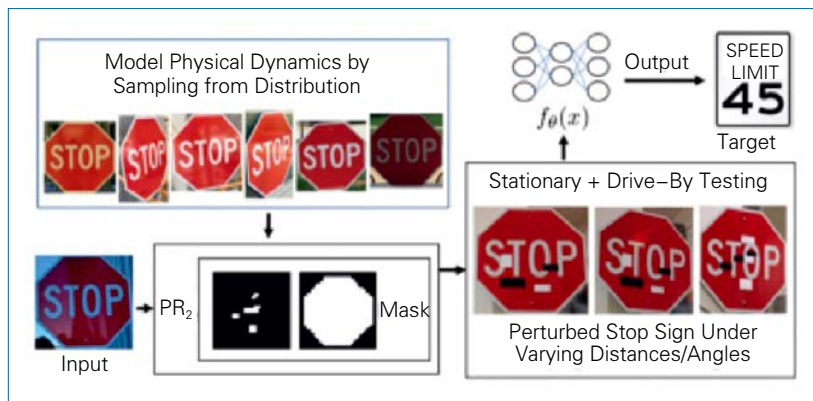 Model Physical Dynamics by
Sampling from Distribution
STOP
STOP
STOP
STOP
STOP
STOP
f_θ(x)
Output
SPEED
LIMIT
45
Target
Stationary + Drive–By Testing
STOP
STOP
STOP
Perturbed Stop Sign Under
Varying Distances/Angles
STOP
Input
PR₂
Mask